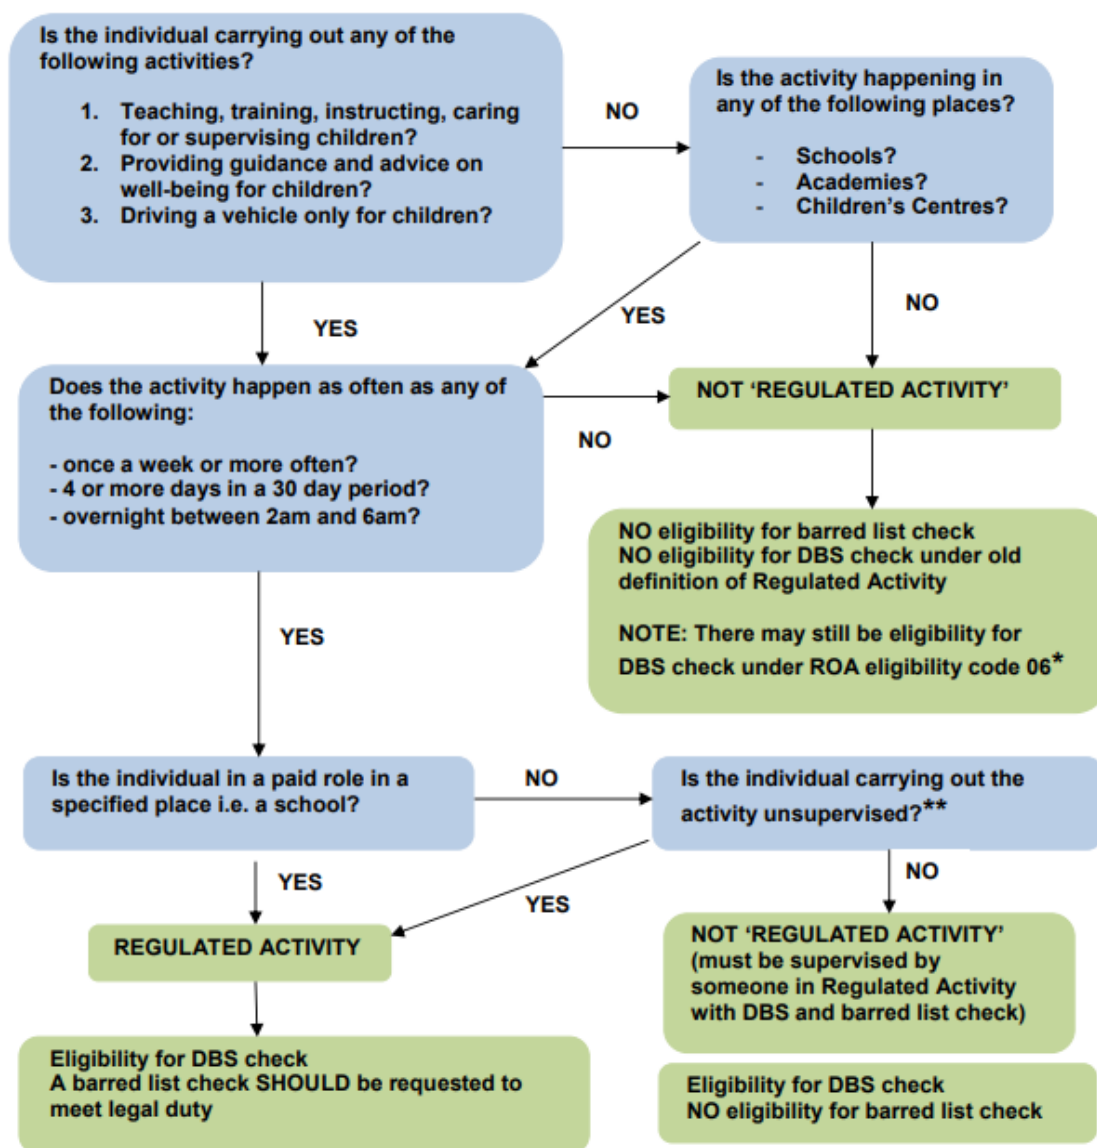 Is the individual carrying out any of the
following activities?
1. Teaching, training, instructing, caring
for or supervising children?
2. Providing guidance and advice on
well-being for children?
3. Driving a vehicle only for children?
NO
Is the activity happening in
any of the following places?
- Schools?
- Academies?
- Children's Centres?
YES
YES
NO
Does the activity happen as often as any of
the following:
- once a week or more often?
- 4 or more days in a 30 day period?
- overnight between 2am and 6am?
NO
NOT ‘REGULATED ACTIVITY’
NO eligibility for barred list check
NO eligibility for DBS check under old
definition of Regulated Activity
NOTE: There may still be eligibility for
DBS check under ROA eligibility code 06*
YES
Is the individual in a paid role in a
specified place i.e. a school?
NO
Is the individual carrying out the
activity unsupervised?**
YES
YES
NO
REGULATED ACTIVITY
NOT ‘REGULATED ACTIVITY’
(must be supervised by
someone in Regulated Activity
with DBS and barred list check)
Eligibility for DBS check
A barred list check SHOULD be requested to
meet legal duty
Eligibility for DBS check
NO eligibility for barred list check